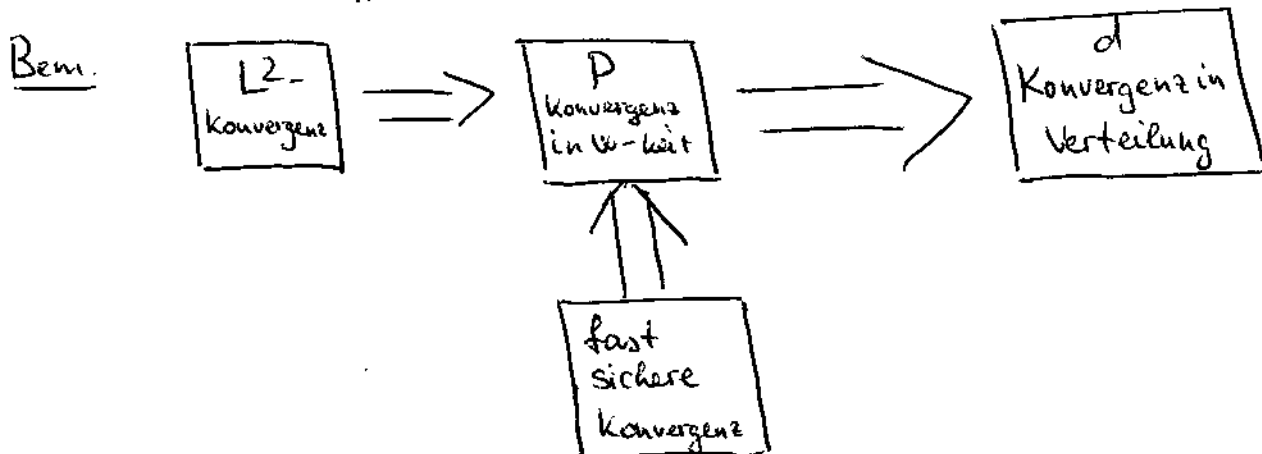 Bem.
L²-
Konvergenz
P
Konvergenz
in W-keit
d
Konvergenz in
Verteilung
fast
sichere
Konvergenz